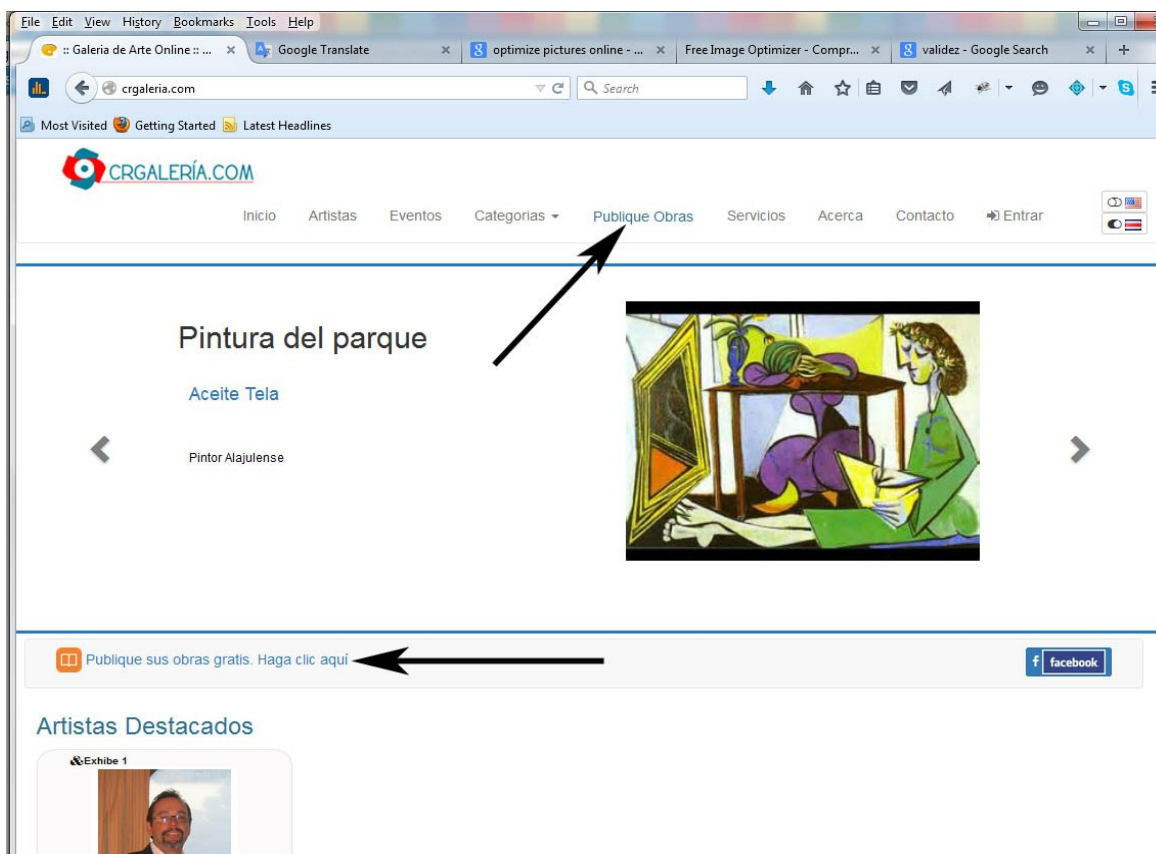 File Edit View History Bookmarks Tools Help
:: Galeria de Arte Online :: ... Google Translate optimize pictures online - ... Free Image Optimizer - Compr... validez - Google Search
crgaleria.com Search
Most Visited Getting Started Latest Headlines
CRGALERÍA.COM
Inicio Artistas Eventos Categorias Publique Obras Servicios Acerca Contacto Entrar
Pintura del parque
Aceite Tela
Pintor Alajulense
Publique sus obras gratis. Haga clic aquí
f facebook
Artistas Destacados
Exhibe 1